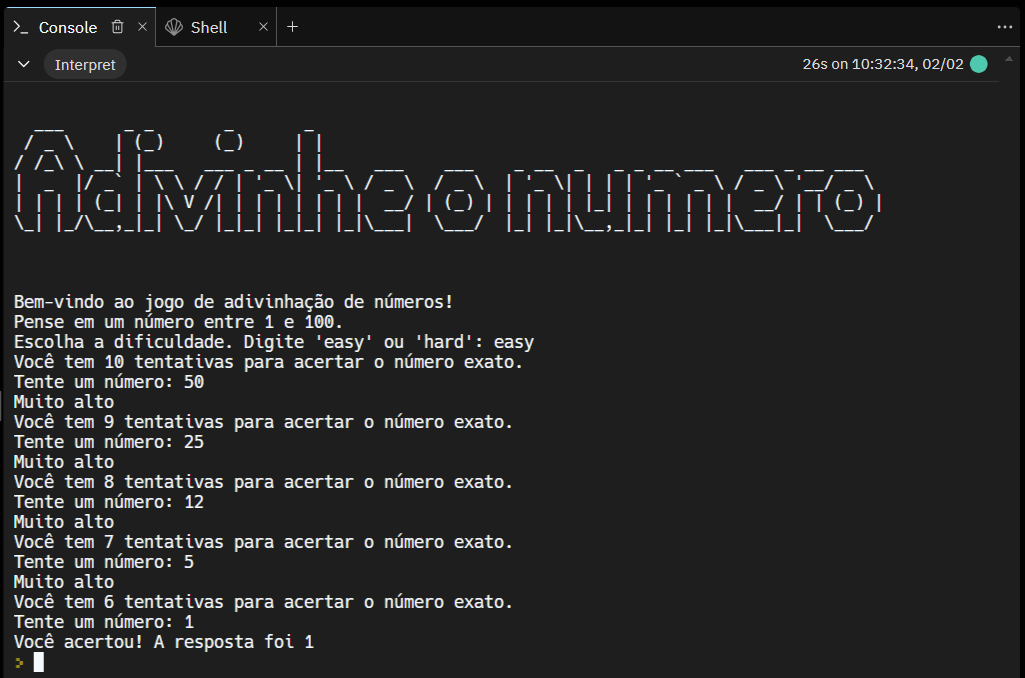 Console
Shell
Interpret
26s on 10:32:34, 02/02
Adivinhe o numero
Bem-vindo ao jogo de adivinhação de números!
Pense em um número entre 1 e 100.
Escolha a dificuldade. Digite 'easy' ou 'hard': easy
Você tem 10 tentativas para acertar o número exato.
Tente um número: 50
Muito alto
Você tem 9 tentativas para acertar o número exato.
Tente um número: 25
Muito alto
Você tem 8 tentativas para acertar o número exato.
Tente um número: 12
Muito alto
Você tem 7 tentativas para acertar o número exato.
Tente um número: 5
Muito alto
Você tem 6 tentativas para acertar o número exato.
Tente um número: 1
Você acertou! A resposta foi 1